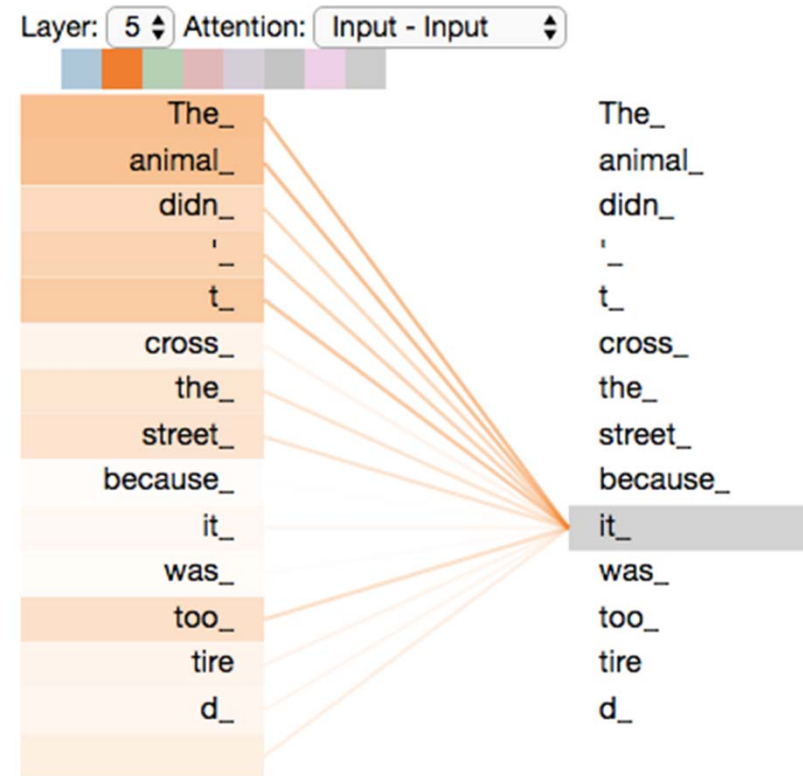 Layer: 5 Attention: Input - Input
The_ The_
animal_ animal_
didn_ didn_
'_ '_
t_ t_
cross_ cross_
the_ the_
street_ street_
because_ because_
it_ it_
was_ was_
too_ too_
tire tire
d_ d_